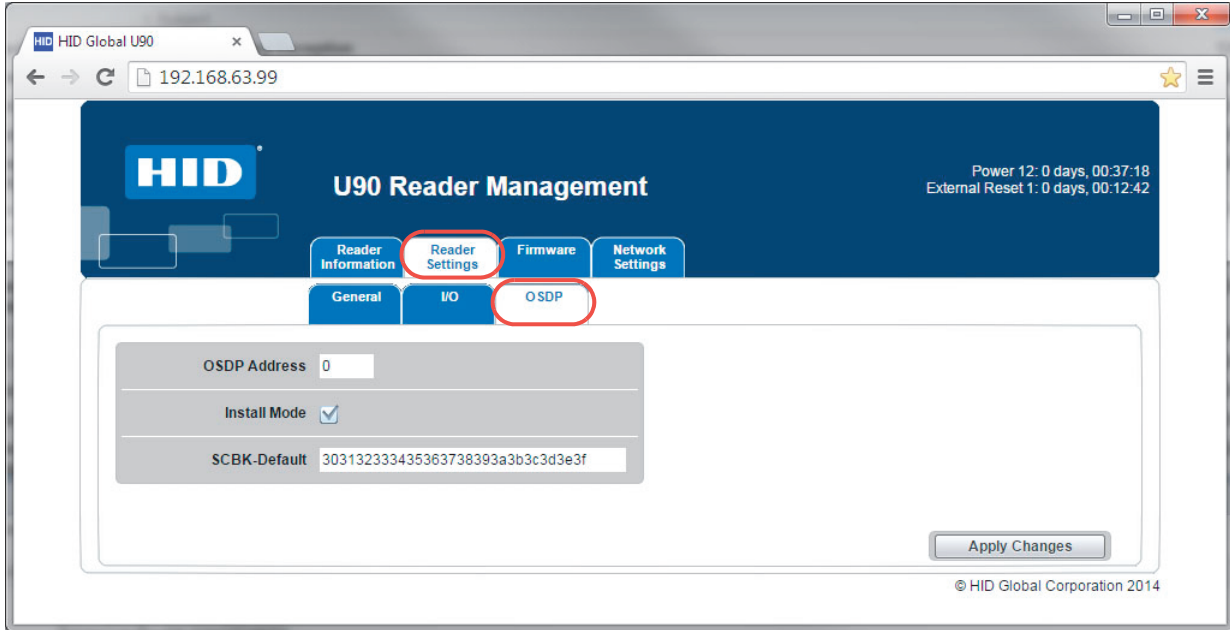 HID HID Global U90
192.168.63.99
HID
U90 Reader Management
Power 12: 0 days, 00:37:18
External Reset 1: 0 days, 00:12:42
Reader Information
Reader Settings
Firmware
Network Settings
General
I/O
OSDP
OSDP Address 0
Install Mode
SCBK-Default 303132333435363738393a3b3c3d3e3f
Apply Changes
© HID Global Corporation 2014